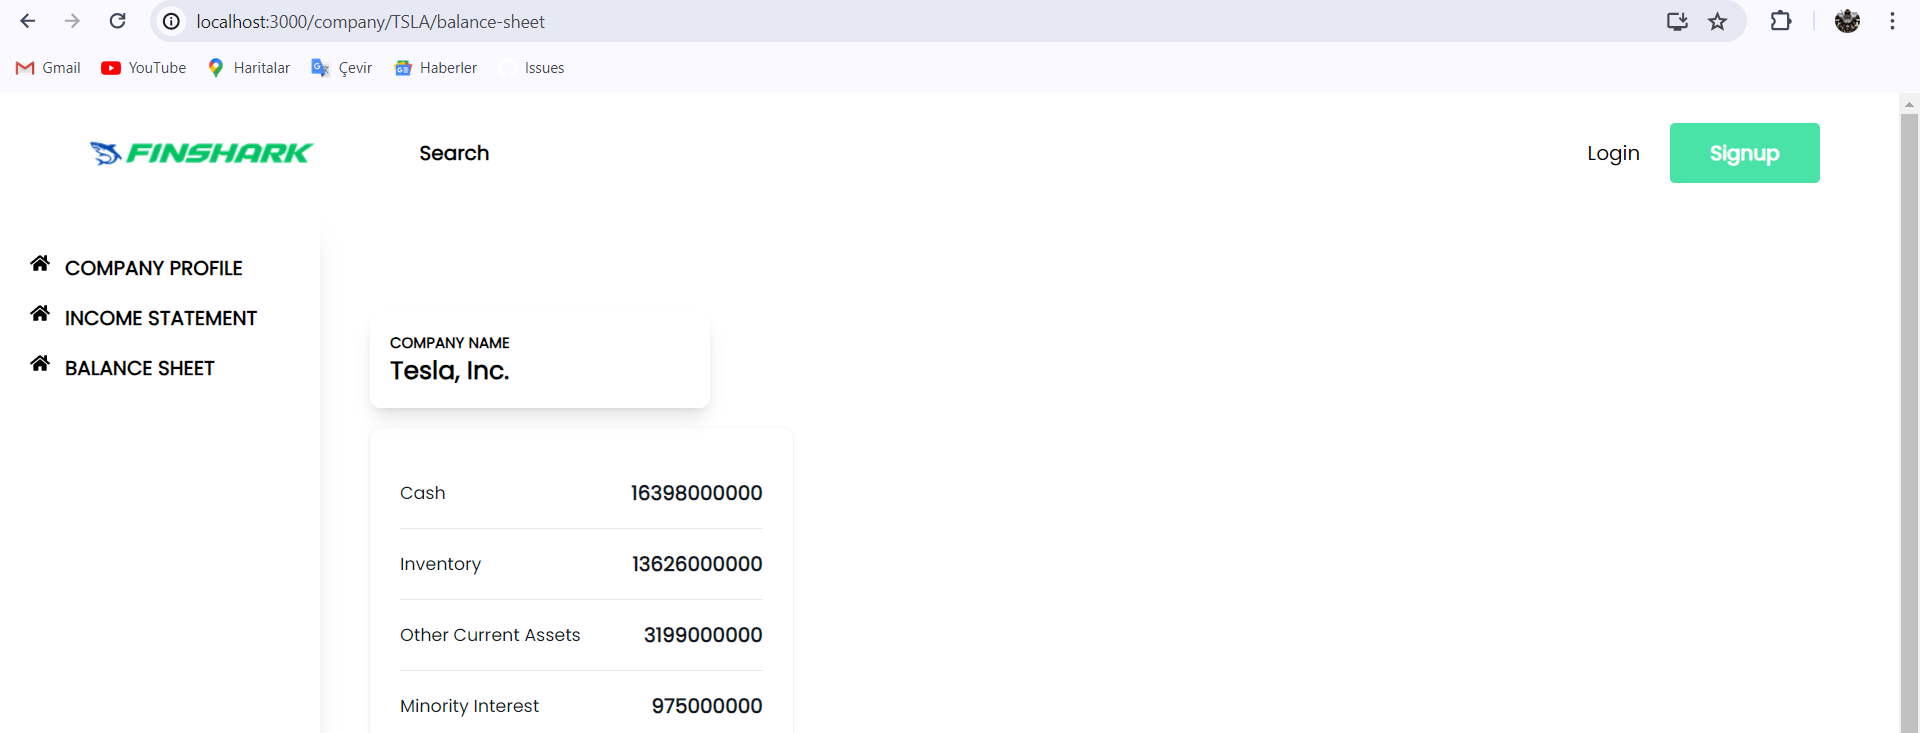 localhost:3000/company/TSLA/balance-sheet
Gmail YouTube Haritalar Çevir Haberler Issues
FINSHARK Search Login Signup
COMPANY PROFILE
INCOME STATEMENT
BALANCE SHEET
COMPANY NAME
Tesla, Inc.
Cash 16398000000
Inventory 13626000000
Other Current Assets 3199000000
Minority Interest 975000000